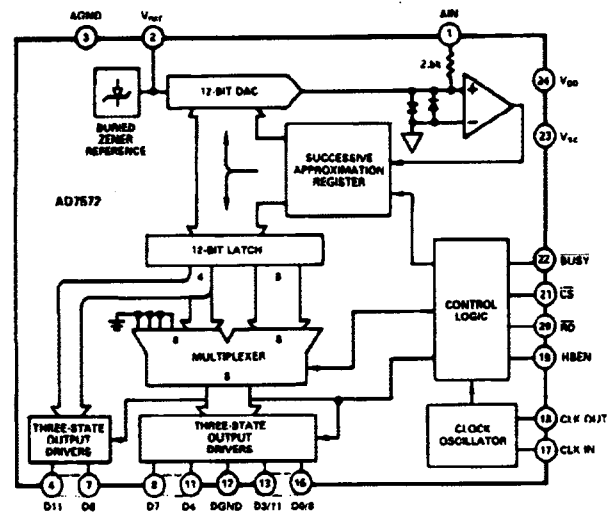 AGND
VREF
AIN
3
2
1
2.5k
24
VDD
12-BIT DAC
+
−
BURIED
ZENER
REFERENCE
23
SUCCESSIVE
APPROXIMATION
REGISTER
AD7572
12-BIT LATCH
4
8
22
BUSY
21
CS
CONTROL
LOGIC
20
RD
8
8
MULTIPLEXER
8
19
HBEN
THREE-STATE
OUTPUT
DRIVERS
THREE-STATE
OUTPUT
DRIVERS
CLOCK
OSCILLATOR
18
CLK OUT
17
CLK IN
4
7
8
11
12
13
16
D11
D8
D7
D4
DGND
D3/11
D0/8